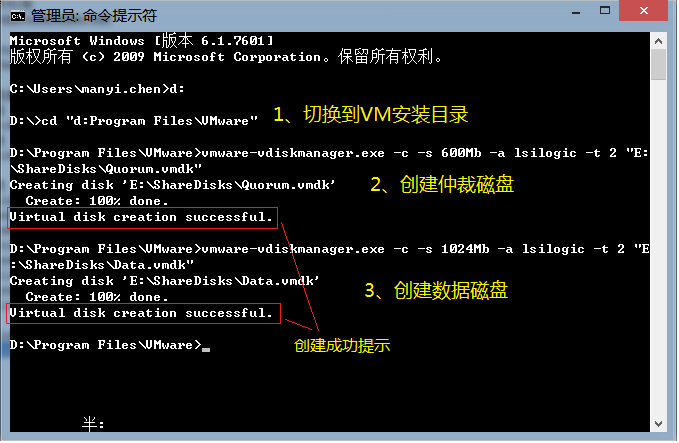 管理员: 命令提示符
Microsoft Windows [版本 6.1.7601]
版权所有 (c) 2009 Microsoft Corporation。保留所有权利。
C:\Users\manyi.chen>d:
D:\>cd "d:Program Files\VMware"
1、切换到VM安装目录
D:\Program Files\VMware>vmware-vdiskmanager.exe -c -s 600Mb -a lsilogic -t 2 "E:
\ShareDisks\Quorum.vmdk"
Creating disk 'E:\ShareDisks\Quorum.vmdk'
2、创建仲裁磁盘
Create: 100% done.
Virtual disk creation successful.
D:\Program Files\VMware>vmware-vdiskmanager.exe -c -s 1024Mb -a lsilogic -t 2 "E
:\ShareDisks\Data.vmdk"
Creating disk 'E:\ShareDisks\Data.vmdk'
3、创建数据磁盘
Create: 100% done.
Virtual disk creation successful.
D:\Program Files\VMware>_
创建成功提示
半: